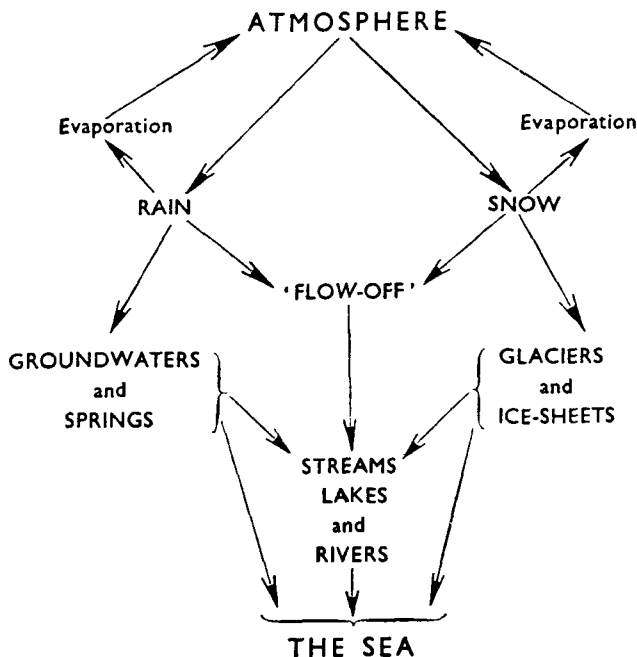 ATMOSPHERE
Evaporation
Evaporation
RAIN
SNOW
'FLOW-OFF'
GROUNDWATERS
and
SPRINGS
GLACIERS
and
ICE-SHEETS
STREAMS
LAKES
and
RIVERS
THE SEA